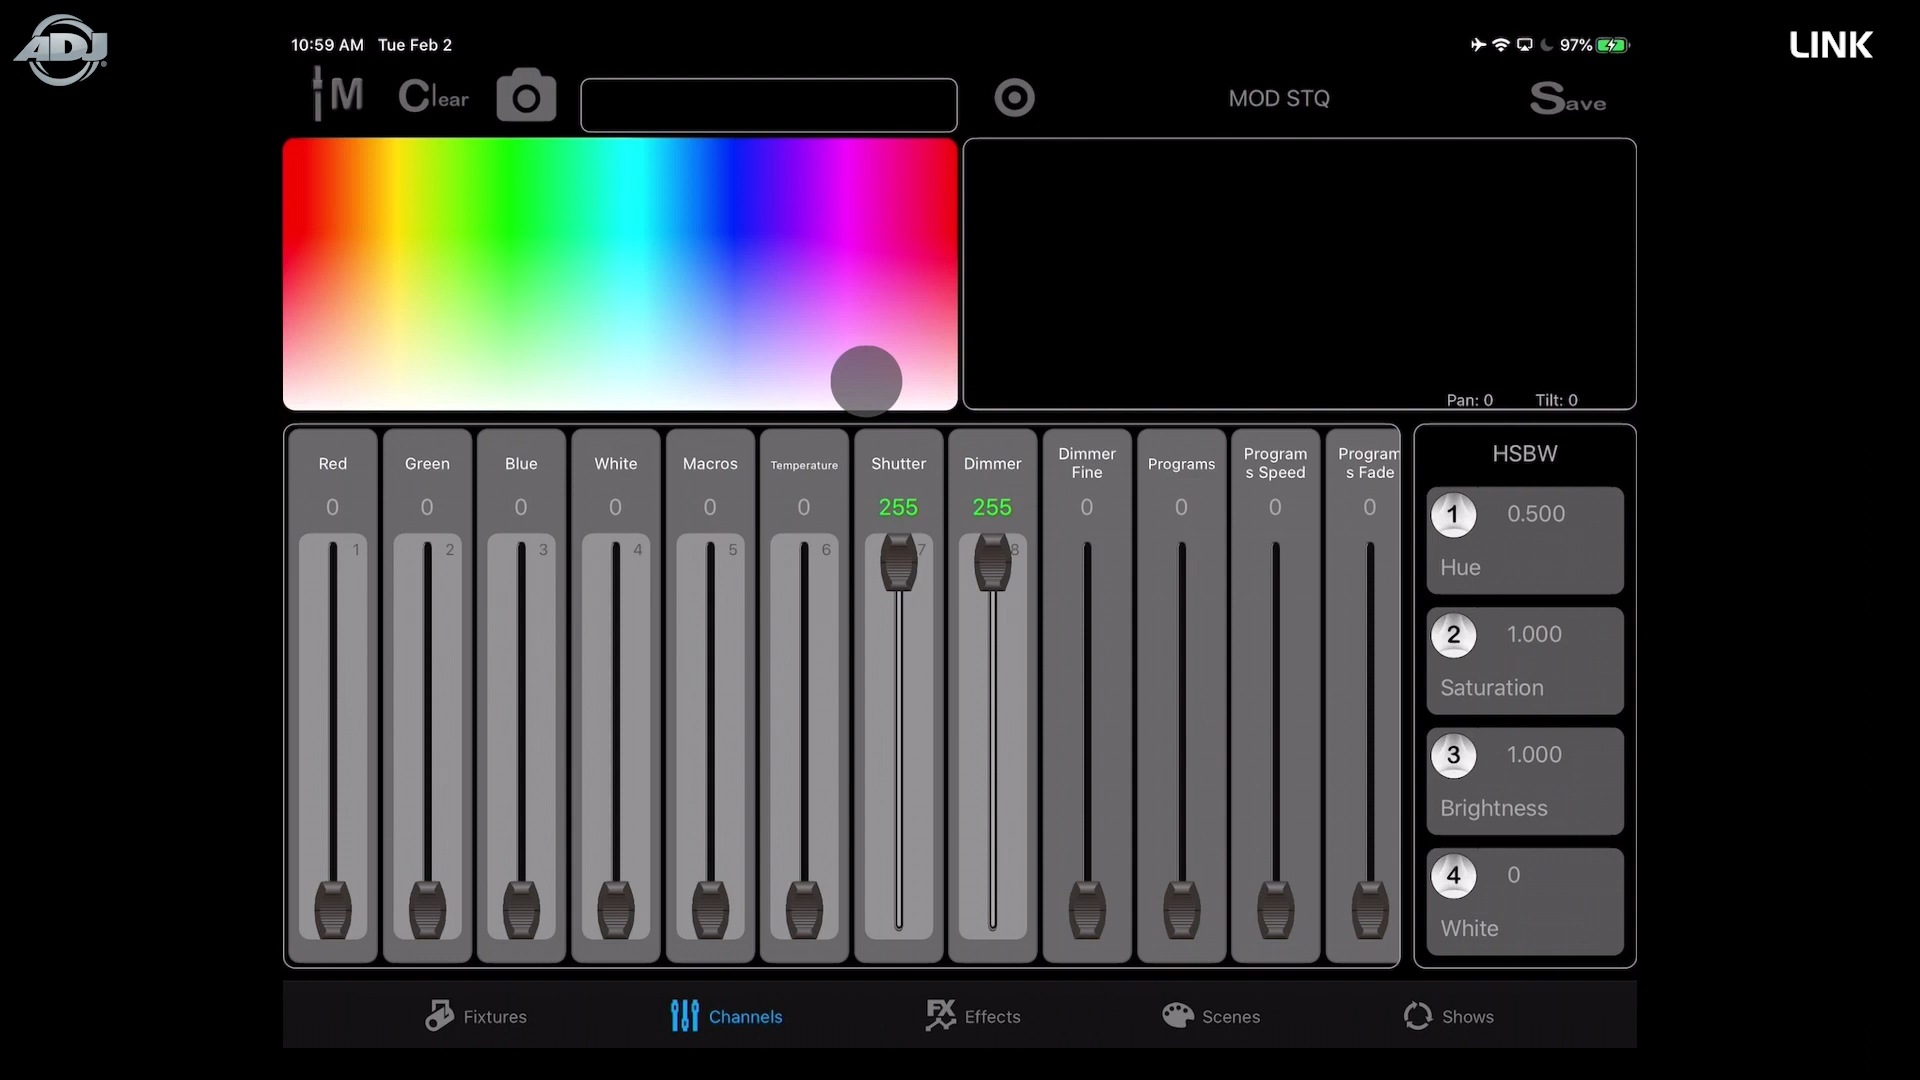 ADJ
10:59 AM Tue Feb 2
97%
LINK
M
Clear
MOD STQ
Save
Pan: 0 Tilt: 0
Red
Green
Blue
White
Macros
Temperature
Shutter
Dimmer
Dimmer
Fine
Programs
Program
s Speed
Program
s Fade
0 0 0 0 0 0 255 255 0 0 0 0
1 2 3 4 5 6 7 8
HSBW
1 0.500
Hue
2 1.000
Saturation
3 1.000
Brightness
4 0
White
Fixtures
Channels
FX Effects
Scenes
Shows